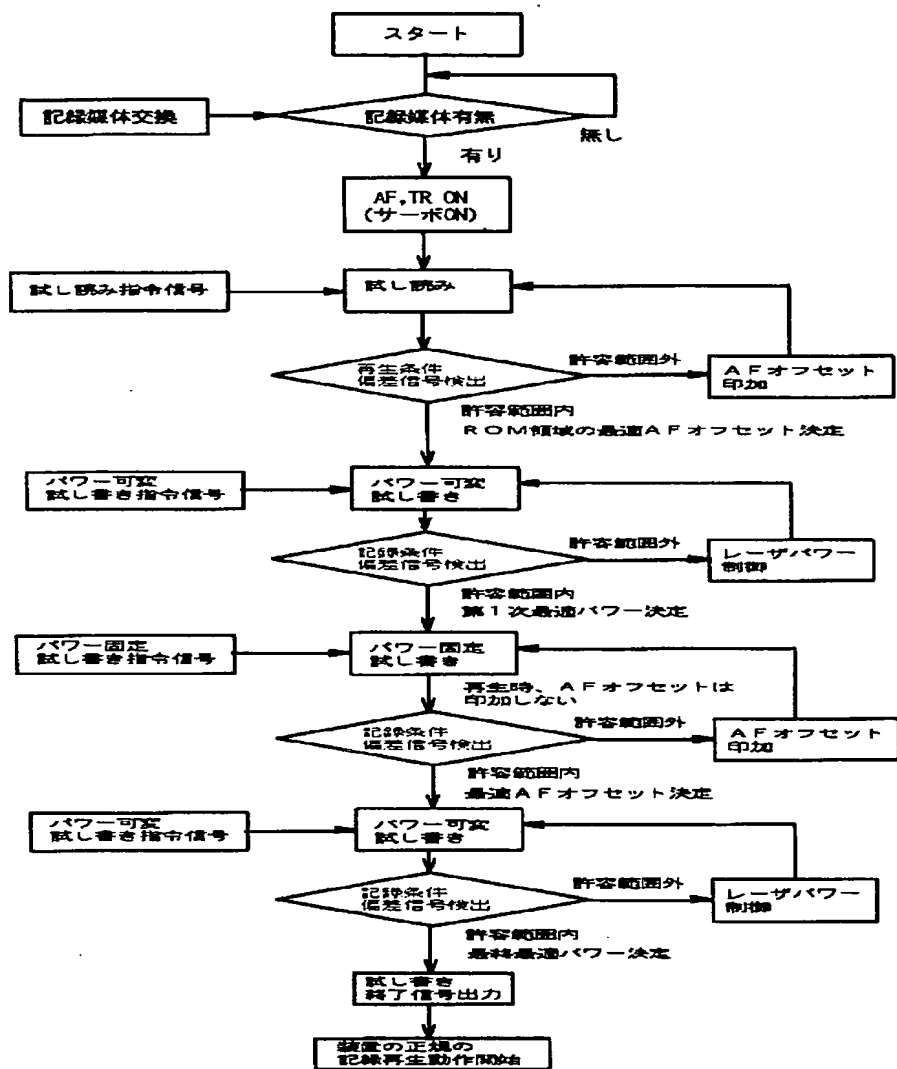 スタート
記録媒体交換
記録媒体有無
無し
有り
AF,TR ON
(サーボON)
試し読み指令信号
試し読み
再生条件
偏差信号検出
許容範囲外
AFオフセット
印加
許容範囲内
ROM領域の最適AFオフセット決定
パワー可変
試し書き指令信号
パワー可変
試し書き
記録条件
偏差信号検出
許容範囲外
レーザパワー
制御
許容範囲内
第1次最適パワー決定
パワー固定
試し書き指令信号
パワー固定
試し書き
再生時、AFオフセットは
印加しない
記録条件
偏差信号検出
許容範囲外
AFオフセット
印加
許容範囲内
最適AFオフセット決定
パワー可変
試し書き指令信号
パワー可変
試し書き
記録条件
偏差信号検出
許容範囲外
レーザパワー
制御
許容範囲内
最終最適パワー決定
試し書き
終了信号出力
装置の正規の
記録再生動作開始